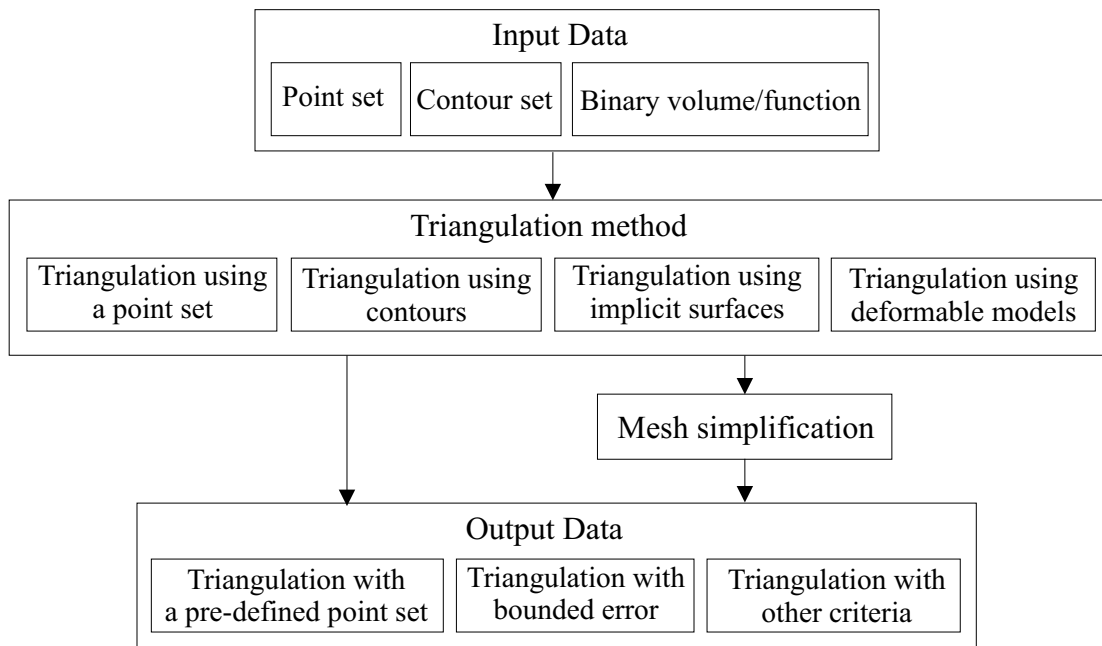 Input Data
Point set
Contour set
Binary volume/function
Triangulation method
Triangulation using
a point set
Triangulation using
contours
Triangulation using
implicit surfaces
Triangulation using
deformable models
Mesh simplification
Output Data
Triangulation with
a pre-defined point set
Triangulation with
bounded error
Triangulation with
other criteria